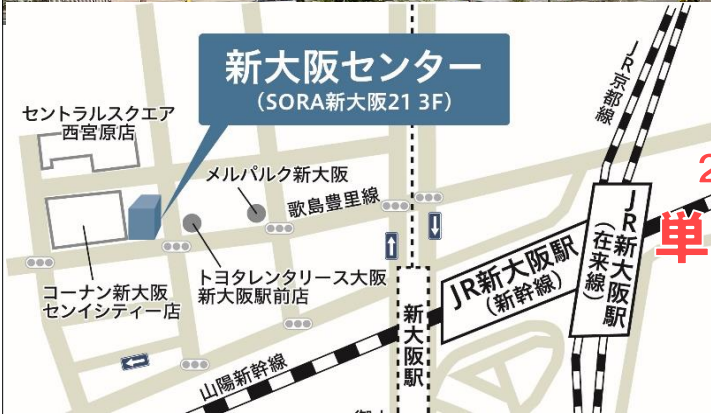 新大阪センター
（SORA新大阪21 3F）
セントラルスクエア
西宮原店
メルパルク新大阪
歌島豊里線
JR京都線
2
単
JR新大阪駅
（在来線）
JR新大阪駅
（新幹線）
トヨタレンタリース大阪
新大阪駅前店
コーナン新大阪
センイシティー店
新大阪駅
山陽新幹線